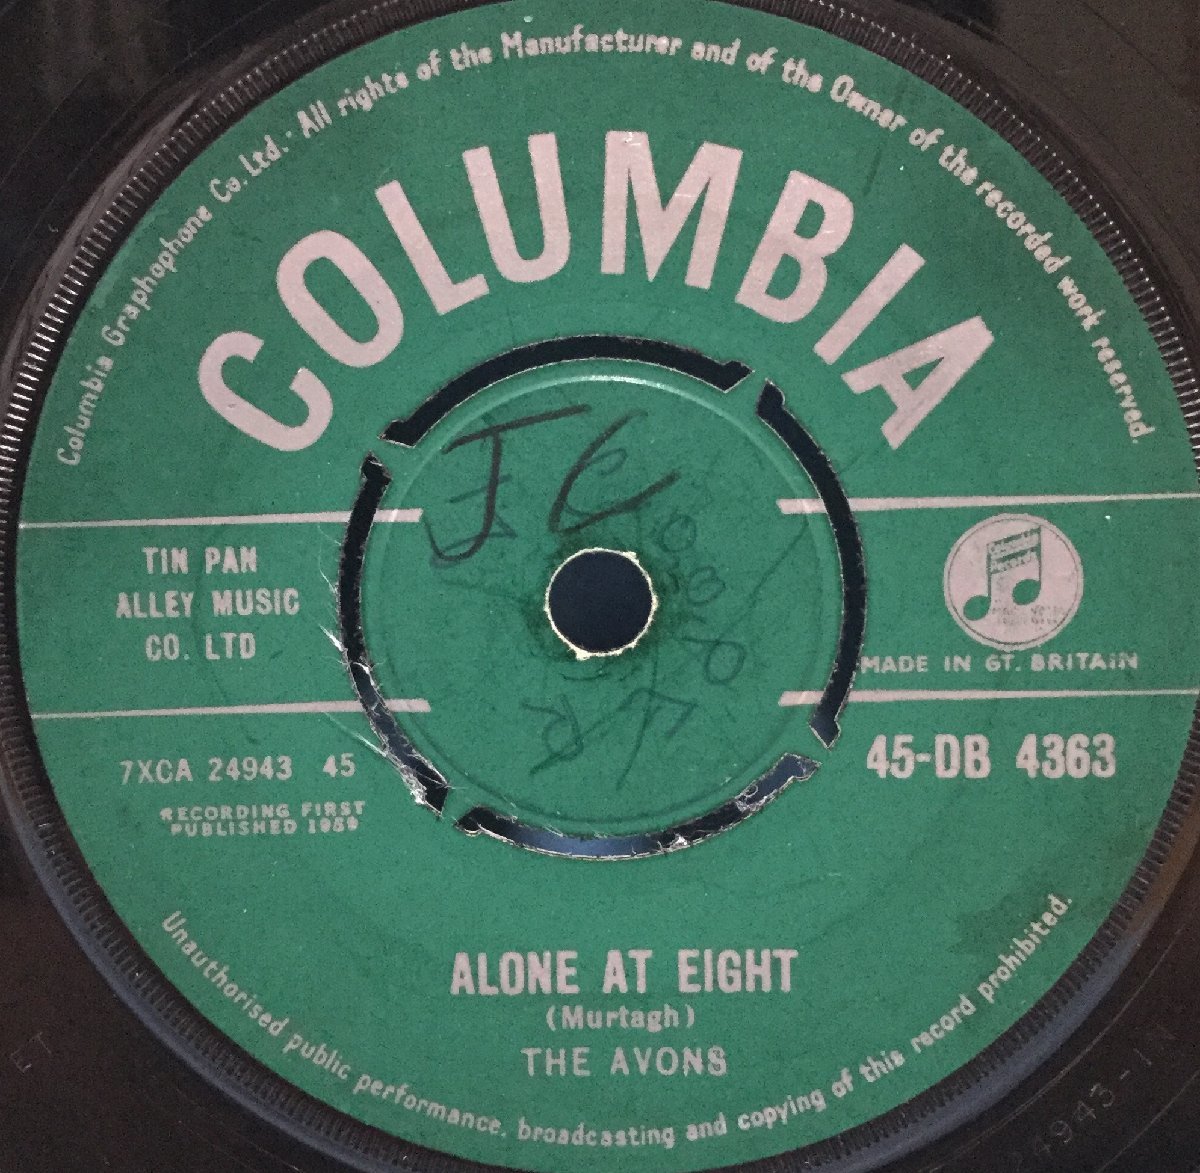 Columbia Graphophone Co. Ltd. · All rights of the Manufacturer and of the Owner of the recorded work reserved.
COLUMBIA
TIN PAN
ALLEY MUSIC
CO. LTD
MADE IN GT. BRITAIN
7XCA 24943 45
45-DB 4363
RECORDING FIRST
PUBLISHED 1959
ALONE AT EIGHT
(Murtagh)
THE AVONS
Unauthorised public performance, broadcasting and copying of this record prohibited.